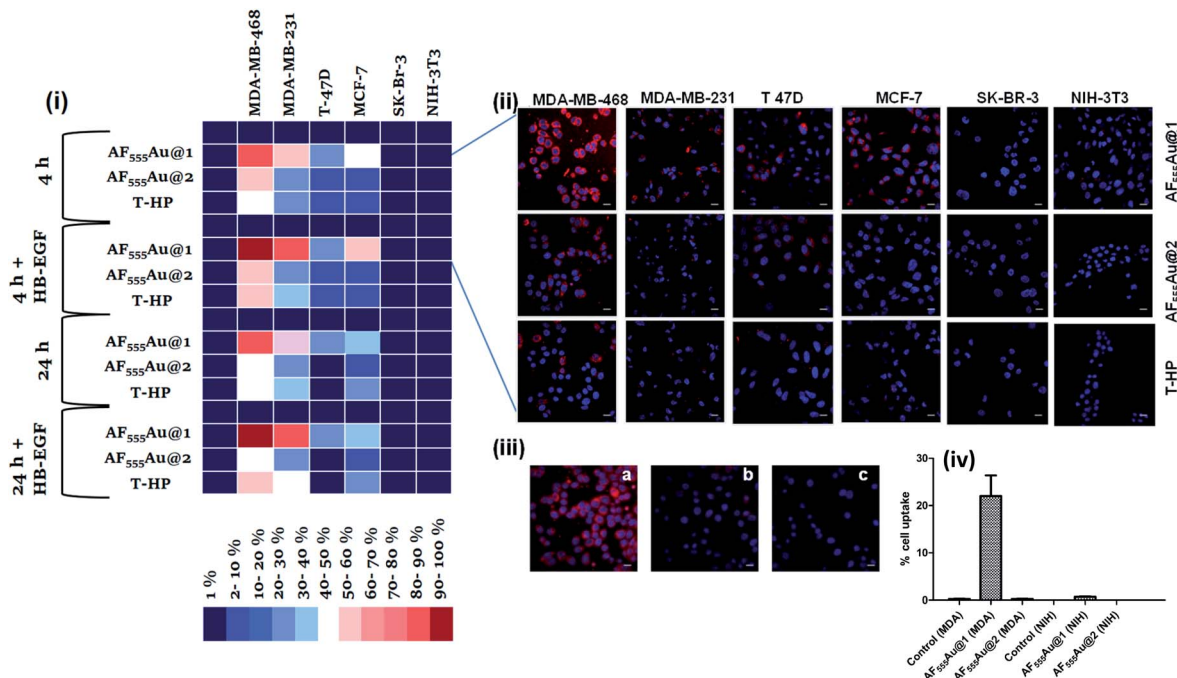 (i)
MDA-MB-468
MDA-MB-231
T-47D
MCF-7
SK-Br-3
NIH-3T3
4 h
AF555Au@1
AF555Au@2
T-HP
4 h +
HB-EGF
AF555Au@1
AF555Au@2
T-HP
24 h
AF555Au@1
AF555Au@2
T-HP
24 h +
HB-EGF
AF555Au@1
AF555Au@2
T-HP
1 %
2- 10 %
10- 20 %
20- 30 %
30- 40 %
40- 50 %
50- 60 %
60- 70 %
70- 80 %
80- 90 %
90- 100 %
(ii)
MDA-MB-468
MDA-MB-231
T 47D
MCF-7
SK-BR-3
NIH-3T3
AF555Au@1
AF555Au@2
T-HP
(iii)
a
b
c
(iv)
% cell uptake
30
20
10
0
Control (MDA)
AF555Au@1 (MDA)
AF555Au@2 (MDA)
Control (NIH)
AF555Au@1 (NIH)
AF555Au@2 (NIH)